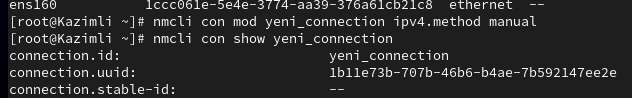 ens160 1ccc061e-5e4e-3774-aa39-376a61cb21c8 ethernet --
[root@Kazimli ~]# nmcli con mod yeni_connection ipv4.method manual
[root@Kazimli ~]# nmcli con show yeni_connection
connection.id: yeni_connection
connection.uuid: 1b11e73b-707b-46b6-b4ae-7b592147ee2e
connection.stable-id: --